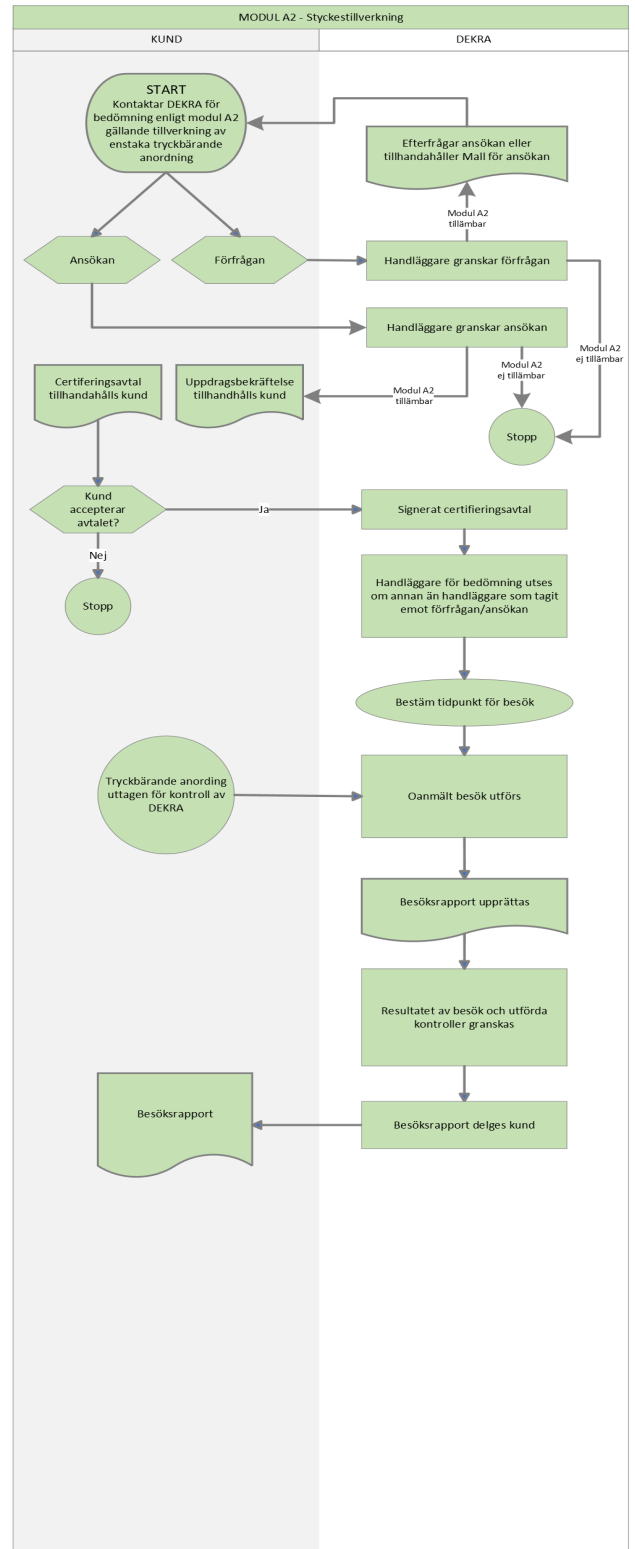 MODUL A2 - Styckestillverkning
KUND
DEKRA
START
Kontaktar DEKRA för
bedömning enligt modul A2
gällande tillverkning av
enstaka tryckbärande
anordning
Efterfrågar ansökan eller
tillhandahåller Mall för ansökan
Modul A2
tillämbar
Ansökan
Förfrågan
Handläggare granskar förfrågan
Handläggare granskar ansökan
Modul A2
ej tillämbar
Modul A2
ej tillämbar
Certiferingsavtal
tillhandahålls kund
Uppdragsbekräftelse
tillhandhålls kund
Modul A2
tillämbar
Stopp
Kund
accepterar
avtalet?
Ja
Signerat certifieringsavtal
Nej
Stopp
Handläggare för bedömning utses
om annan än handläggare som tagit
emot förfrågan/ansökan
Bestäm tidpunkt för besök
Tryckbärande anording
uttagen för kontroll av
DEKRA
Oanmält besök utförs
Besöksrapport upprättas
Resultatet av besök och utförda
kontroller granskas
Besöksrapport
Besöksrapport delges kund